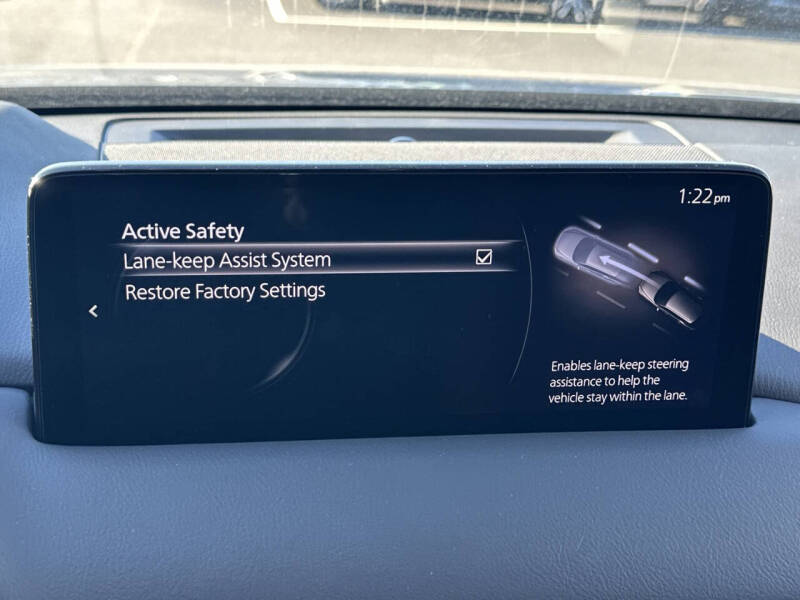 1:22pm
Active Safety
Lane-keep Assist System
Restore Factory Settings
Enables lane-keep steering
assistance to help the
vehicle stay within the lane.